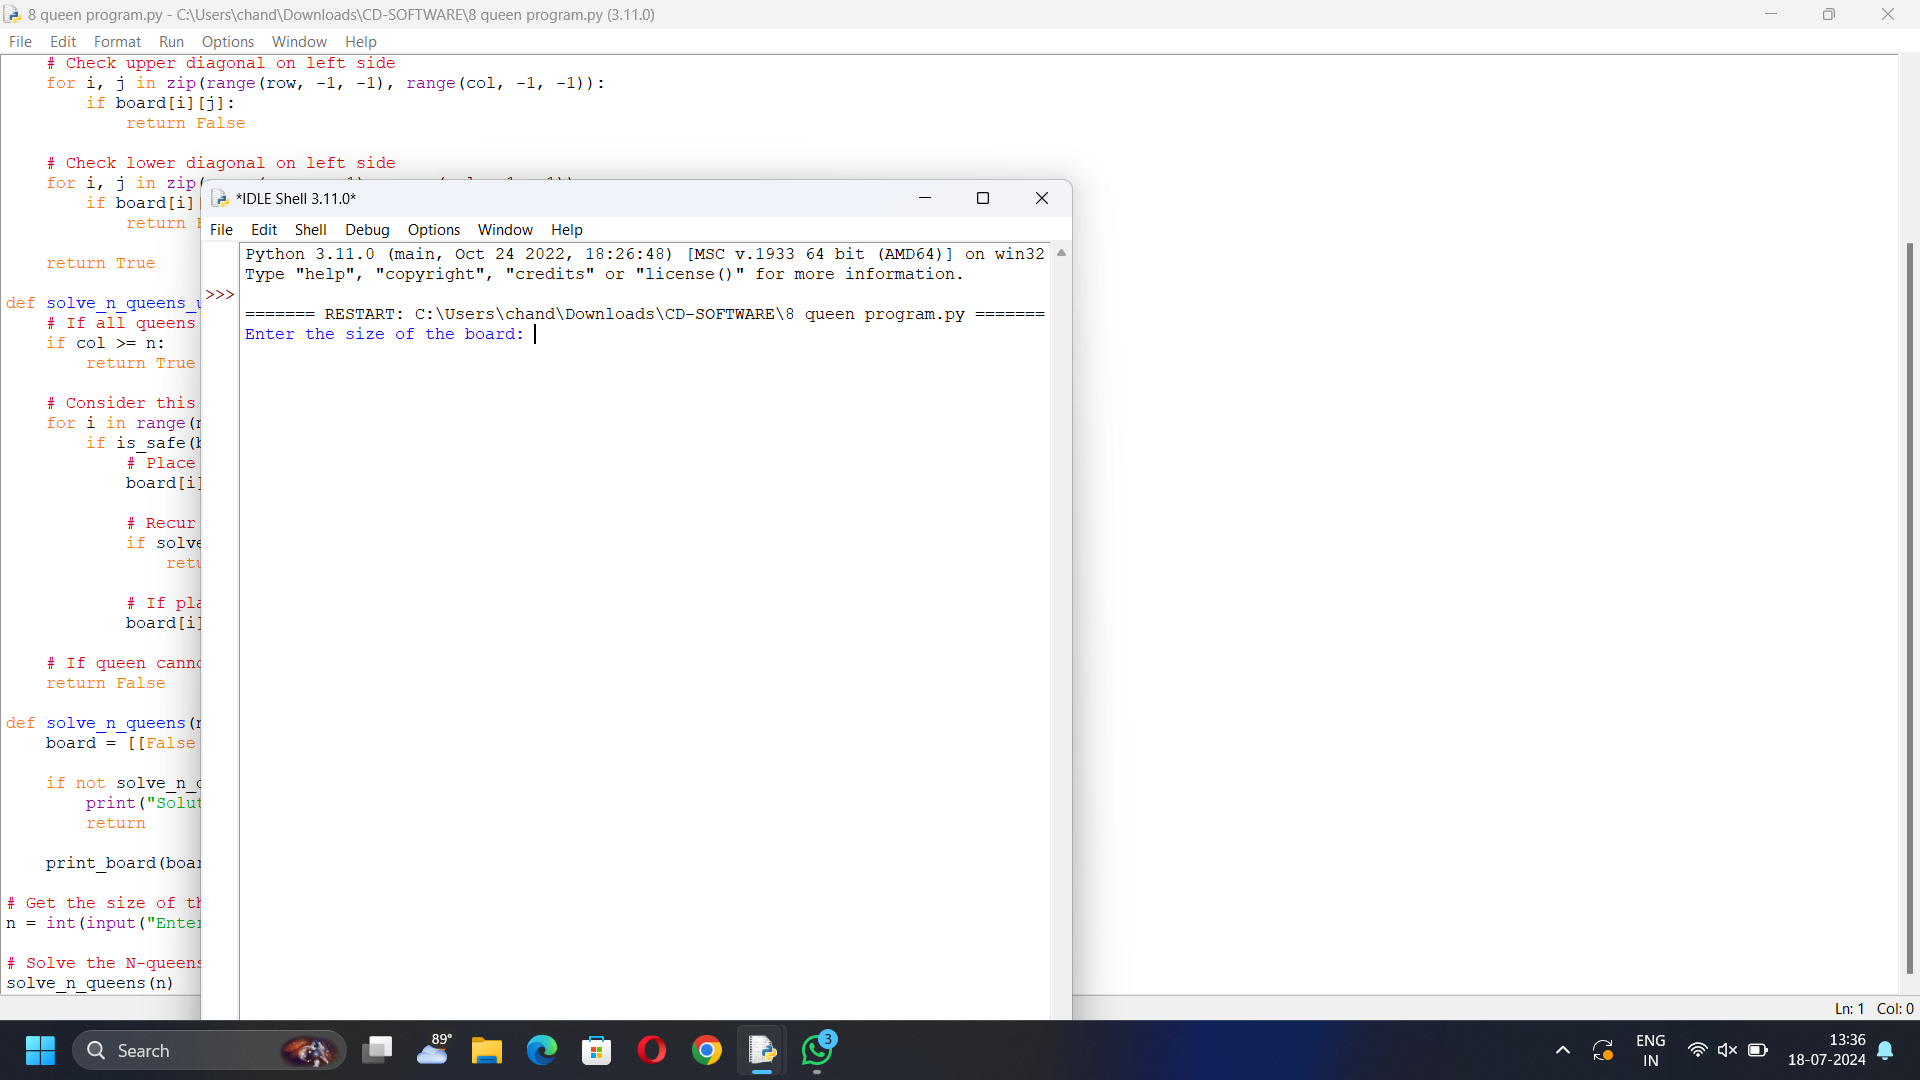 8 queen program.py - C:\Users\chand\Downloads\CD-SOFTWARE\8 queen program.py (3.11.0)
File Edit Format Run Options Window Help
# Check upper diagonal on left side
for i, j in zip(range(row, -1, -1), range(col, -1, -1)):
if board[i][j]:
return False
# Check lower diagonal on left side
for i, j in zip(
if board[i]
return
return True
def solve_n_queens_
# If all queens
if col >= n:
return True
# Consider this
for i in range(
if is_safe(
# Place
board[i]
# Recur
if solve
# If
board[i]
# If queen
return False
def solve_n_queens(
board = [[False
if not solve_n_
print("Solut
return
print_board(boar
# Get the size of
n = int(input("Enter
# Solve the N-queens
solve_n_queens(n)
*IDLE Shell 3.11.0*
File Edit Shell Debug Options Window Help
Python 3.11.0 (main, Oct 24 2022, 18:26:48) [MSC v.1933 64 bit (AMD64)] on win32
Type "help", "copyright", "credits" or "license()" for more information.
>>>
======= RESTART: C:\Users\chand\Downloads\CD-SOFTWARE\8 queen program.py =======
Enter the size of the board:
Ln: 1 Col: 0
Search
89°
3
ENG
IN
13:36
18-07-2024